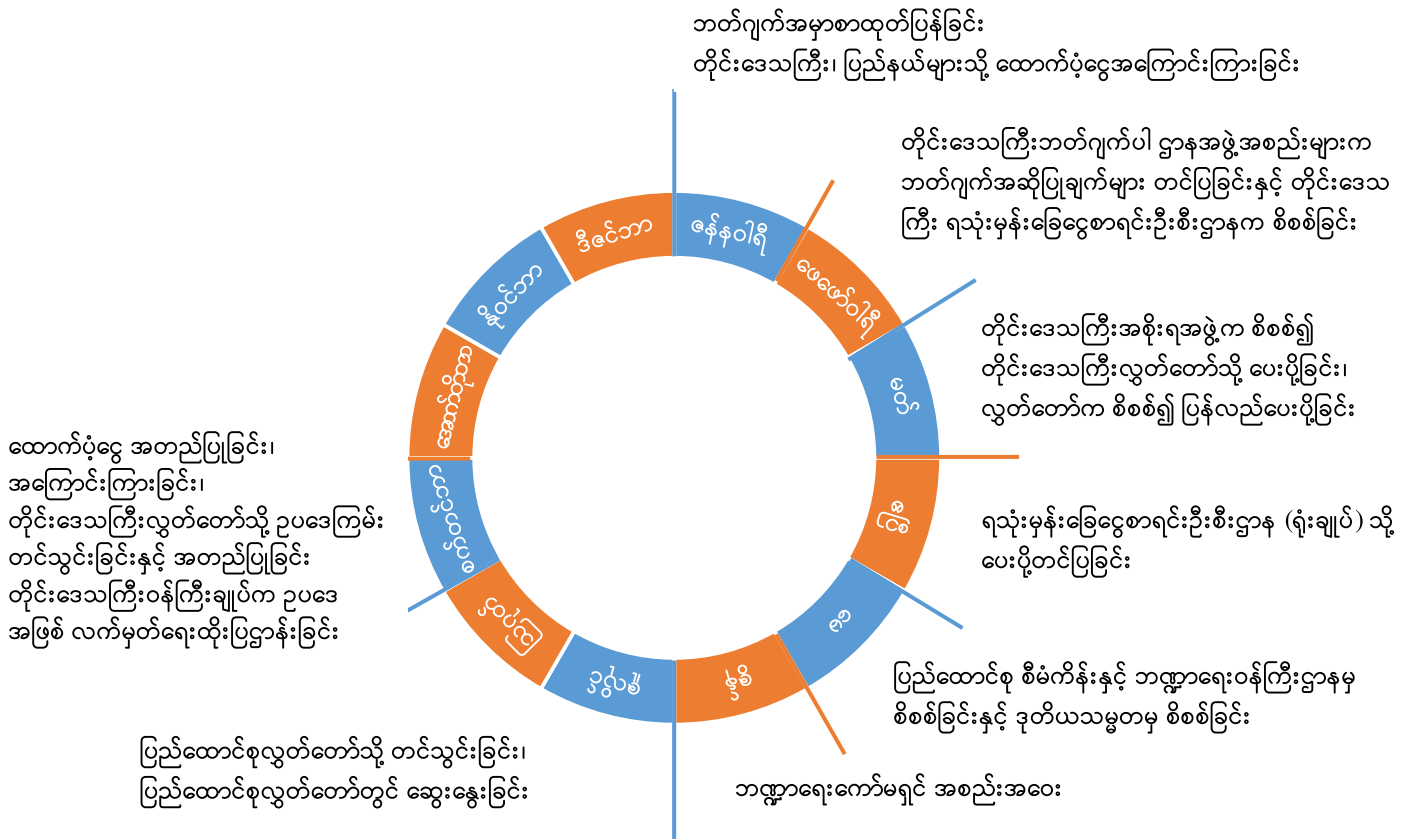 ဘတ်ဂျက်အမှာစာထုတ်ပြန်ခြင်း
တိုင်းဒေသကြီး၊ ပြည်နယ်များသို့ ထောက်ပံ့ငွေအကြောင်းကြားခြင်း
တိုင်းဒေသကြီးဘတ်ဂျက်ပါ ဌာနအဖွဲ့အစည်းများက
ဘတ်ဂျက်အဆိုပြုချက်များ တင်ပြခြင်းနှင့် တိုင်းဒေသ
ကြီး ရသုံးမှန်းခြေငွေစာရင်းဦးစီးဌာနက စိစစ်ခြင်း
တိုင်းဒေသကြီးအစိုးရအဖွဲ့က စိစစ်၍
တိုင်းဒေသကြီးလွှတ်တော်သို့ ပေးပို့ခြင်း၊
လွှတ်တော်က စိစစ်၍ ပြန်လည်ပေးပို့ခြင်း
ရသုံးမှန်းခြေငွေစာရင်းဦးစီးဌာန (ရုံးချုပ်) သို့
ပေးပို့တင်ပြခြင်း
ပြည်ထောင်စု စီမံကိန်းနှင့် ဘဏ္ဍာရေးဝန်ကြီးဌာနမှ
စိစစ်ခြင်းနှင့် ဒုတိယသမ္မတမှ စိစစ်ခြင်း
ဘဏ္ဍာရေးကော်မရှင် အစည်းအဝေး
ပြည်ထောင်စုလွှတ်တော်သို့ တင်သွင်းခြင်း၊
ပြည်ထောင်စုလွှတ်တော်တွင် ဆွေးနွေးခြင်း
ထောက်ပံ့ငွေ အတည်ပြုခြင်း၊
အကြောင်းကြားခြင်း၊
တိုင်းဒေသကြီးလွှတ်တော်သို့ ဥပဒေကြမ်း
တင်သွင်းခြင်းနှင့် အတည်ပြုခြင်း
တိုင်းဒေသကြီးဝန်ကြီးချုပ်က ဥပဒေ
အဖြစ် လက်မှတ်ရေးထိုးပြဌာန်းခြင်း
ဇန်နဝါရီ
ဖေဖော်ဝါရီ
မတ်
ဧပြီ
မေ
ဇွန်
ဇူလိုင်
ဩဂုတ်
စက်တင်ဘာ
အောက်တိုဘာ
နိုဝင်ဘာ
ဒီဇင်ဘာ